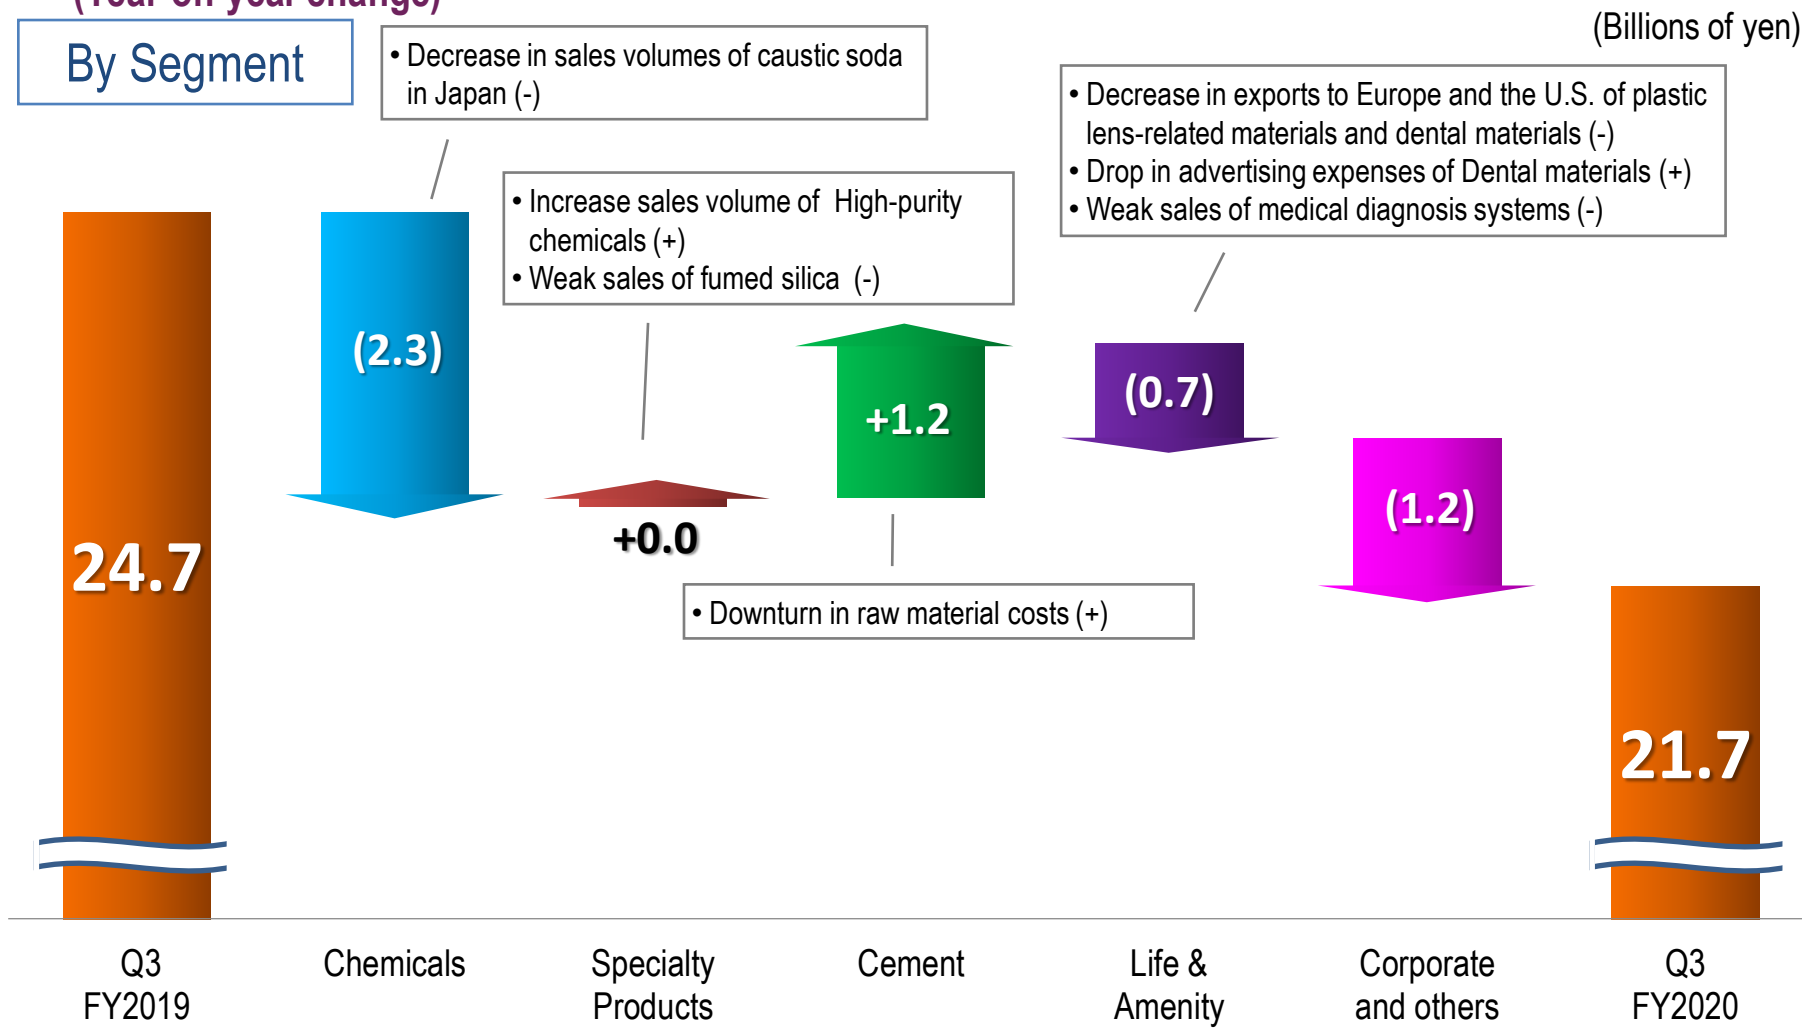 (Year on year change)
(Billions of yen)
By Segment
• Decrease in sales volumes of caustic soda
in Japan (-)
• Decrease in exports to Europe and the U.S. of plastic
lens-related materials and dental materials (-)
• Drop in advertising expenses of Dental materials (+)
• Weak sales of medical diagnosis systems (-)
• Increase sales volume of High-purity
chemicals (+)
• Weak sales of fumed silica (-)
(2.3)
+1.2
(0.7)
(1.2)
+0.0
24.7
• Downturn in raw material costs (+)
21.7
Q3
FY2019
Chemicals
Specialty
Products
Cement
Life &
Amenity
Corporate
and others
Q3
FY2020